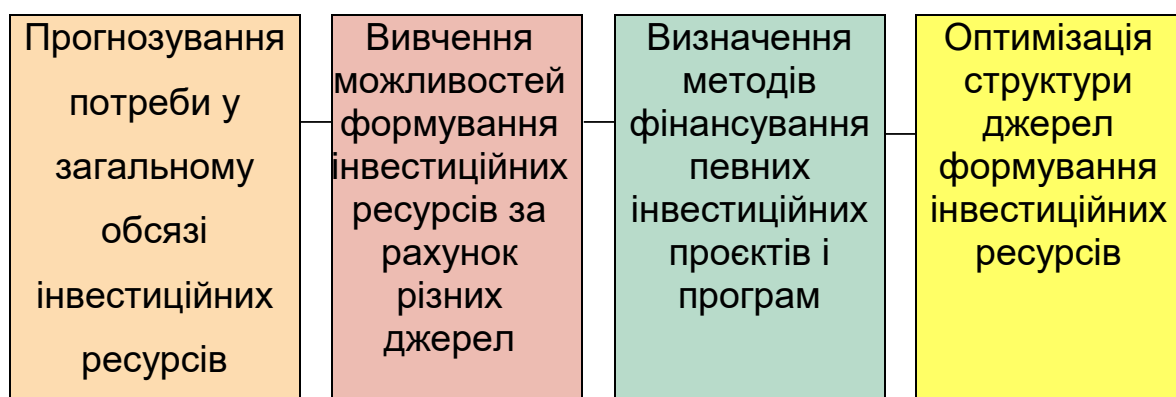 Прогнозування
потреби у
загальному
обсязі
інвестиційних
ресурсів
Вивчення
можливостей
формування
інвестиційних
ресурсів за
рахунок
різних
джерел
Визначення
методів
фінансування
певних
інвестиційних
проєктів і
програм
Оптимізація
структури
джерел
формування
інвестиційних
ресурсів